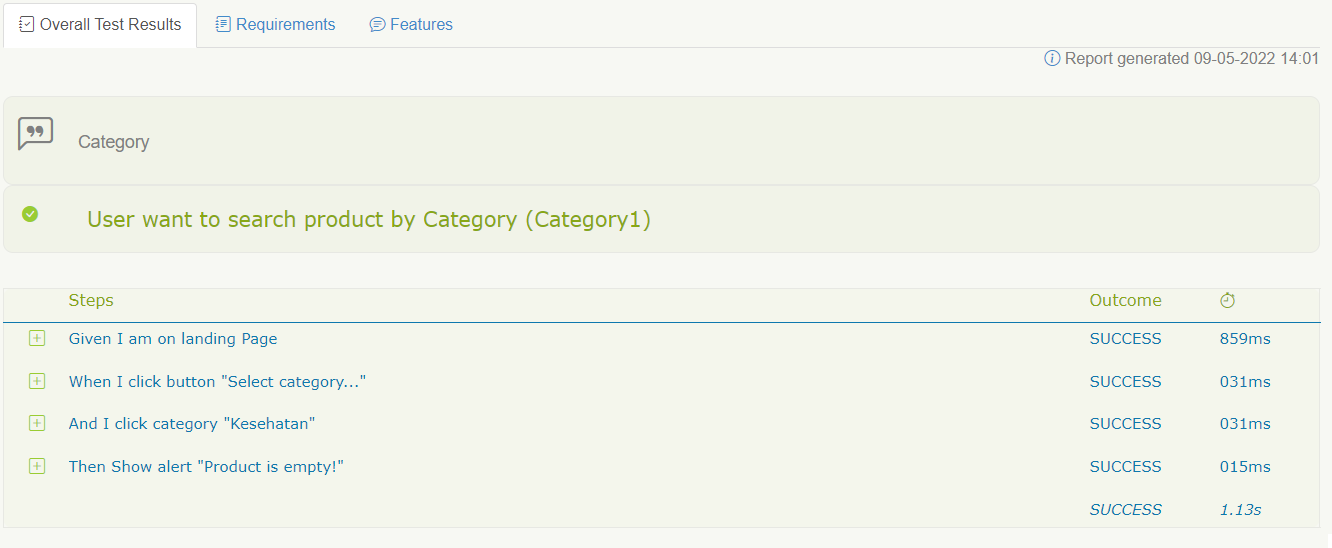 Overall Test Results Requirements Features
Report generated 09-05-2022 14:01
Category
User want to search product by Category (Category1)
Steps Outcome
Given I am on landing Page SUCCESS 859ms
When I click button "Select category..." SUCCESS 031ms
And I click category "Kesehatan" SUCCESS 031ms
Then Show alert "Product is empty!" SUCCESS 015ms
SUCCESS 1.13s